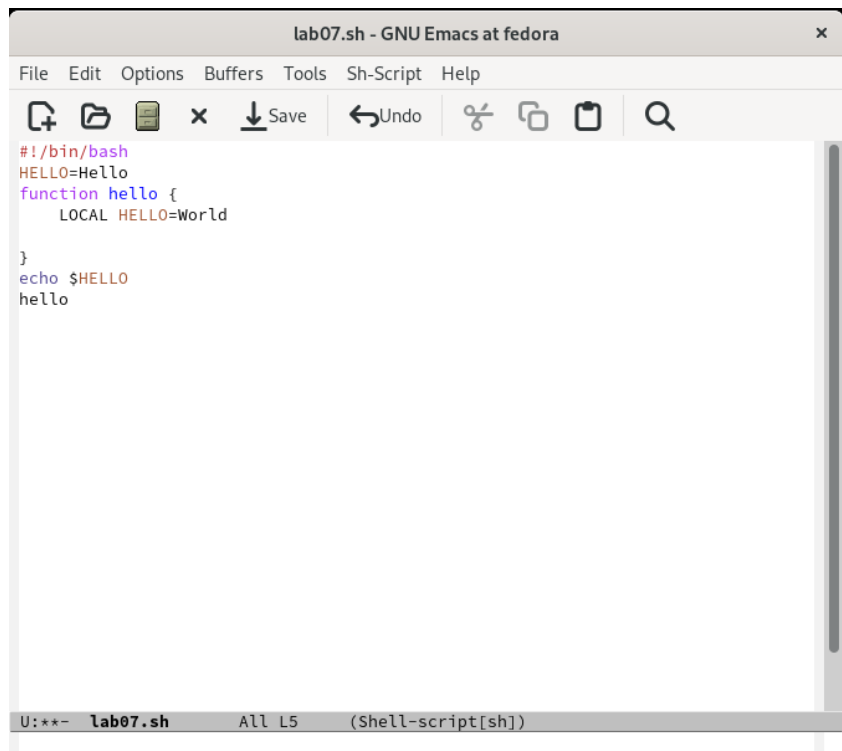 lab07.sh - GNU Emacs at fedora ×
File Edit Options Buffers Tools Sh-Script Help
Save Undo
#!/bin/bash
HELLO=Hello
function hello {
    LOCAL HELLO=World
}
echo $HELLO
hello
U:**- lab07.sh All L5 (Shell-script[sh])